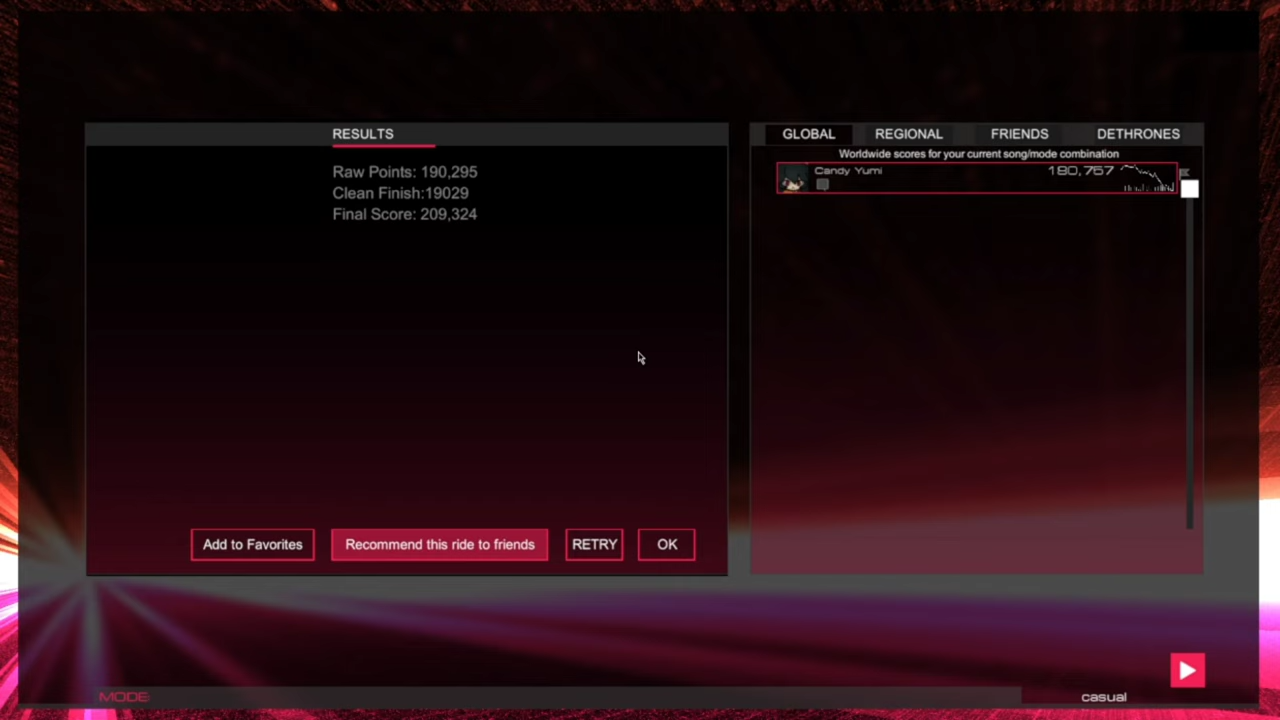 RESULTS
Raw Points: 190,295
Clean Finish:19029
Final Score: 209,324
Add to Favorites
Recommend this ride to friends
RETRY
OK
GLOBAL
REGIONAL
FRIENDS
DETHRONES
Worldwide scores for your current song/mode combination
Candy Yumi
180,757
MODE:
casual